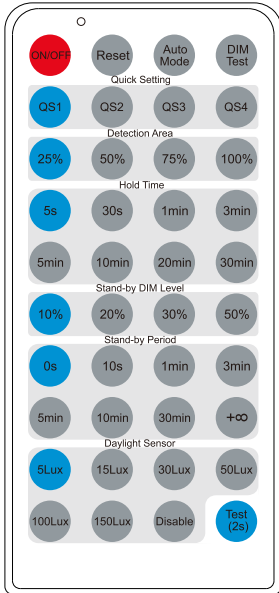 ON/OFF Reset Auto Mode DIM Test
Quick Setting
QS1 QS2 QS3 QS4
Detection Area
25% 50% 75% 100%
Hold Time
5s 30s 1min 3min
5min 10min 20min 30min
Stand-by DIM Level
10% 20% 30% 50%
Stand-by Period
0s 10s 1min 3min
5min 10min 30min +∞
Daylight Sensor
5Lux 15Lux 30Lux 50Lux
100Lux 150Lux Disable Test (2s)